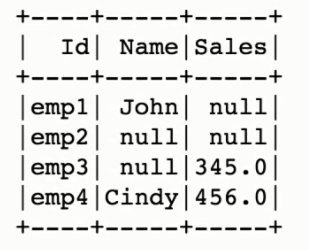 +----+-----+-----+
|  Id| Name|Sales|
+----+-----+-----+
|emp1| John| null|
|emp2| null| null|
|emp3| null|345.0|
|emp4|Cindy|456.0|
+----+-----+-----+